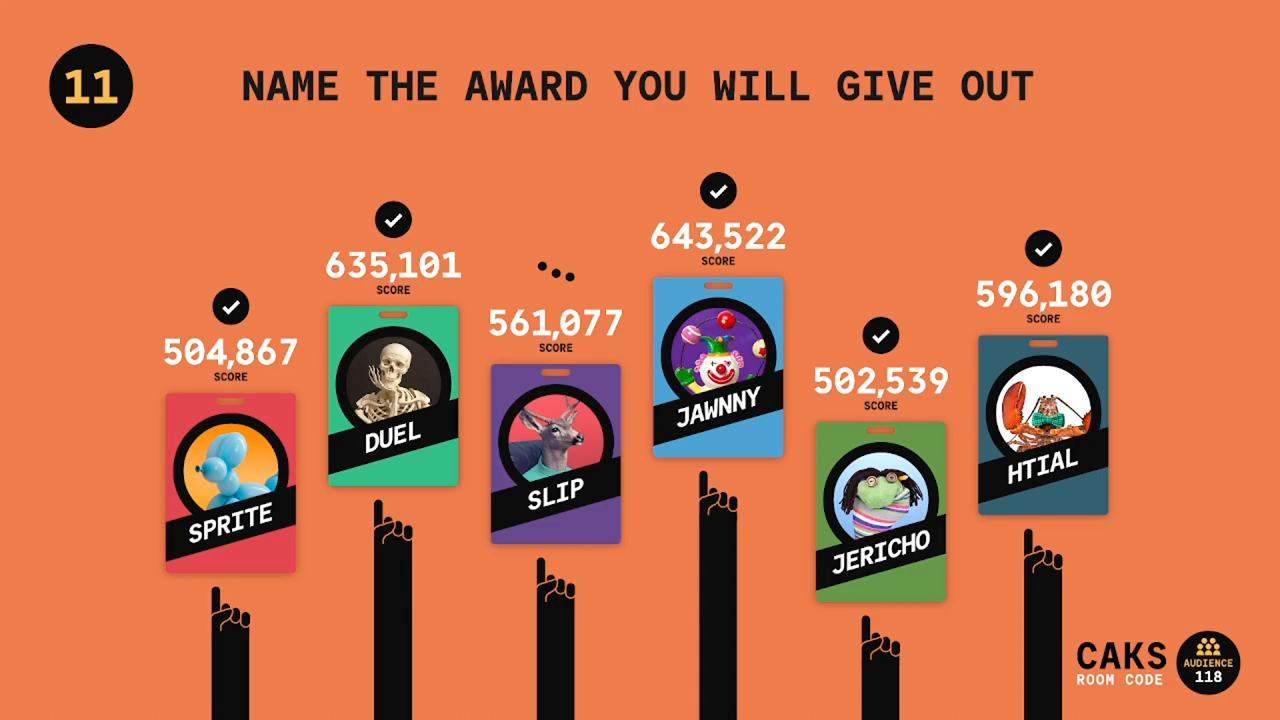 11
NAME THE AWARD YOU WILL GIVE OUT
504,867
SCORE
SPRITE
635,101
SCORE
DUEL
561,077
SCORE
SLIP
643,522
SCORE
JAWNNY
502,539
SCORE
JERICHO
596,180
SCORE
HTIAL
CAKS
ROOM CODE
AUDIENCE
118